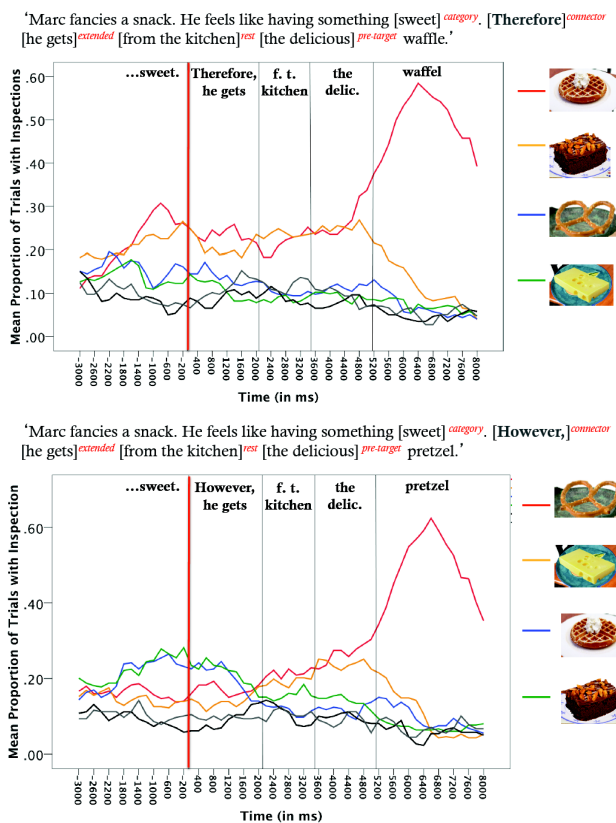 ‘Marc fancies a snack. He feels like having something [sweet] category. [Therefore]connector
[he gets]extended [from the kitchen]rest [the delicious] pre-target waffle.’
...sweet. Therefore, he gets f. t. kitchen the delic. waffel
Mean Proportion of Trials with Inspections
.60
.50
.40
.30
.20
.10
.00
-3000 -2600 -2200 -1800 -1400 -1000 -600 -200 400 800 1200 1600 2000 2400 2800 3200 3600 4000 4400 4800 5200 5600 6000 6400 6800 7200 7600 8000
Time (in ms)
‘Marc fancies a snack. He feels like having something [sweet] category. [However,]connector
[he gets]extended [from the kitchen]rest [the delicious] pre-target pretzel.’
...sweet. However, he gets f. t. kitchen the delic. pretzel
Mean Proportion of Trials with Inspection
.60
.40
.20
.00
-3000 -2600 -2200 -1800 -1400 -1000 -600 -200 400 800 1200 1600 2000 2400 2800 3200 3600 4000 4400 4800 5200 5600 6000 6400 6800 7200 7600 8000
Time (in ms)